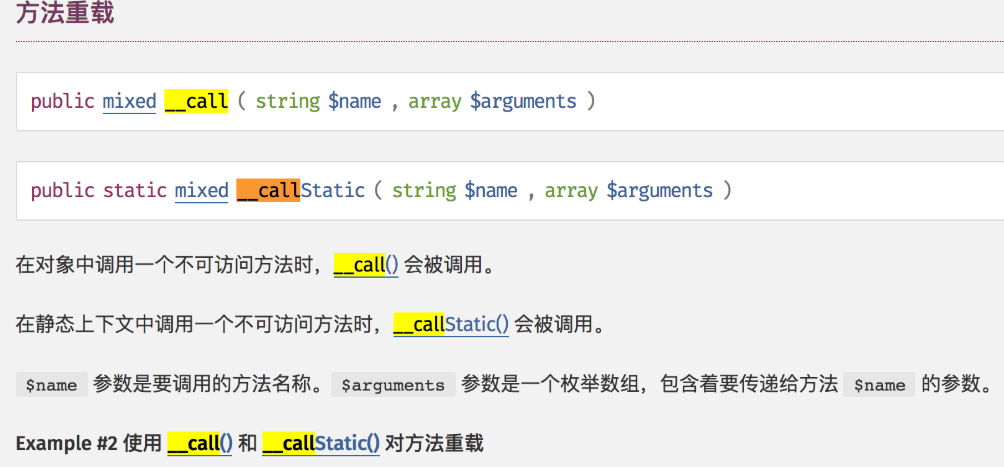 方法重载
public mixed __call ( string $name , array $arguments )
public static mixed __callStatic ( string $name , array $arguments )
在对象中调用一个不可访问方法时，__call() 会被调用。
在静态上下文中调用一个不可访问方法时，__callStatic() 会被调用。
$name 参数是要调用的方法名称。$arguments 参数是一个枚举数组，包含着要传递给方法 $name 的参数。
Example #2 使用 __call() 和 __callStatic() 对方法重载